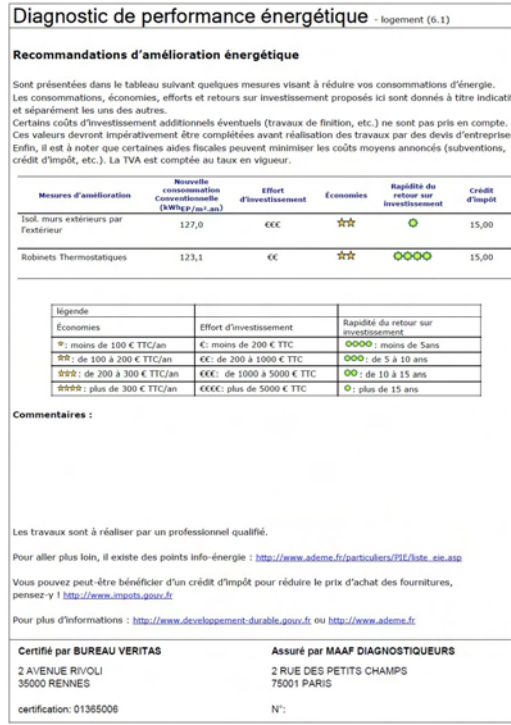 Diagnostic de performance énergétique - logement (6.1)
Recommandations d'amélioration énergétique
Sont présentées dans le tableau suivant quelques mesures visant à réduire vos consommations d'énergie.
Les consommations, économies, efforts et retours sur investissement proposés ici sont donnés à titre indicatif
et séparément les uns des autres.
Certains coûts d'investissement additionnels éventuels (travaux de finition, etc.) ne sont pas pris en compte.
Ces valeurs devront impérativement être complétées avant réalisation des travaux par des devis d'entreprise
Enfin, il est à noter que certaines aides fiscales peuvent minimiser les coûts moyens annoncés (subventions,
crédit d'impôt, etc.). La TVA est comptée au taux en vigueur.
Mesures d'amélioration Nouvelle consommation Conventionnelle (kWhEP/m².an) Effort d'investissement Économies Rapidité du retour sur investissement Crédit d'impôt
Isol. murs extérieurs par l'extérieur 127,0 €€€ 15,00
Robinets Thermostatiques 123,1 €€ 15,00
légende
Économies Effort d'investissement Rapidité du retour sur investissement
: moins de 100 € TTC/an €: moins de 200 € TTC : moins de 5ans
: de 100 à 200 € TTC/an €€: de 200 à 1000 € TTC : de 5 à 10 ans
: de 200 à 300 € TTC/an €€€: de 1000 à 5000 € TTC : de 10 à 15 ans
: plus de 300 € TTC/an €€€€: plus de 5000 € TTC : plus de 15 ans
Commentaires :
Les travaux sont à réaliser par un professionnel qualifié.
Pour aller plus loin, il existe des points info-énergie : http://www.ademe.fr/particuliers/PIE/liste_eie.asp
Vous pouvez peut-être bénéficier d'un crédit d'impôt pour réduire le prix d'achat des fournitures,
pensez-y ! http://www.impots.gouv.fr
Pour plus d'informations : http://www.developpement-durable.gouv.fr ou http://www.ademe.fr
Certifié par BUREAU VERITAS
2 AVENUE RIVOLI
35000 RENNES
certification: 01365006
Assuré par MAAF DIAGNOSTIQUEURS
2 RUE DES PETITS CHAMPS
75001 PARIS
N°: